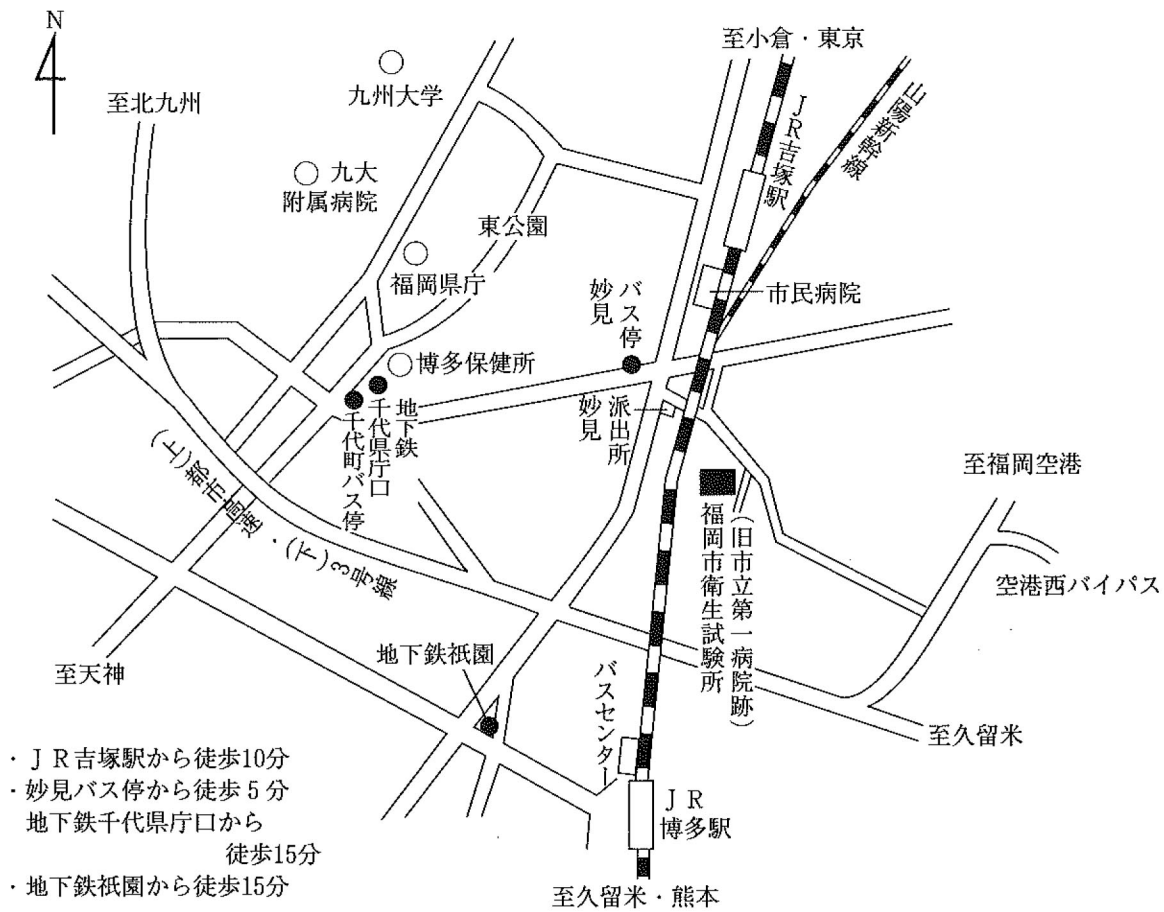 N
至小倉・東京
至北九州
九州大学
九大
附属病院
東公園
福岡県庁
JR吉塚駅
山陽新幹線
市民病院
バス停
妙見
博多保健所
地下鉄
千代県庁口
千代町バス停
派出所
妙見
(上)都市高速・(下)3号線
至福岡空港
空港西バイパス
(旧市立第一病院跡)
福岡市衛生試験所
至天神
地下鉄祇園
バスセンター
至久留米
JR
博多駅
至久留米・熊本
・JR吉塚駅から徒歩10分
・妙見バス停から徒歩5分
地下鉄千代県庁口から
徒歩15分
・地下鉄祇園から徒歩15分